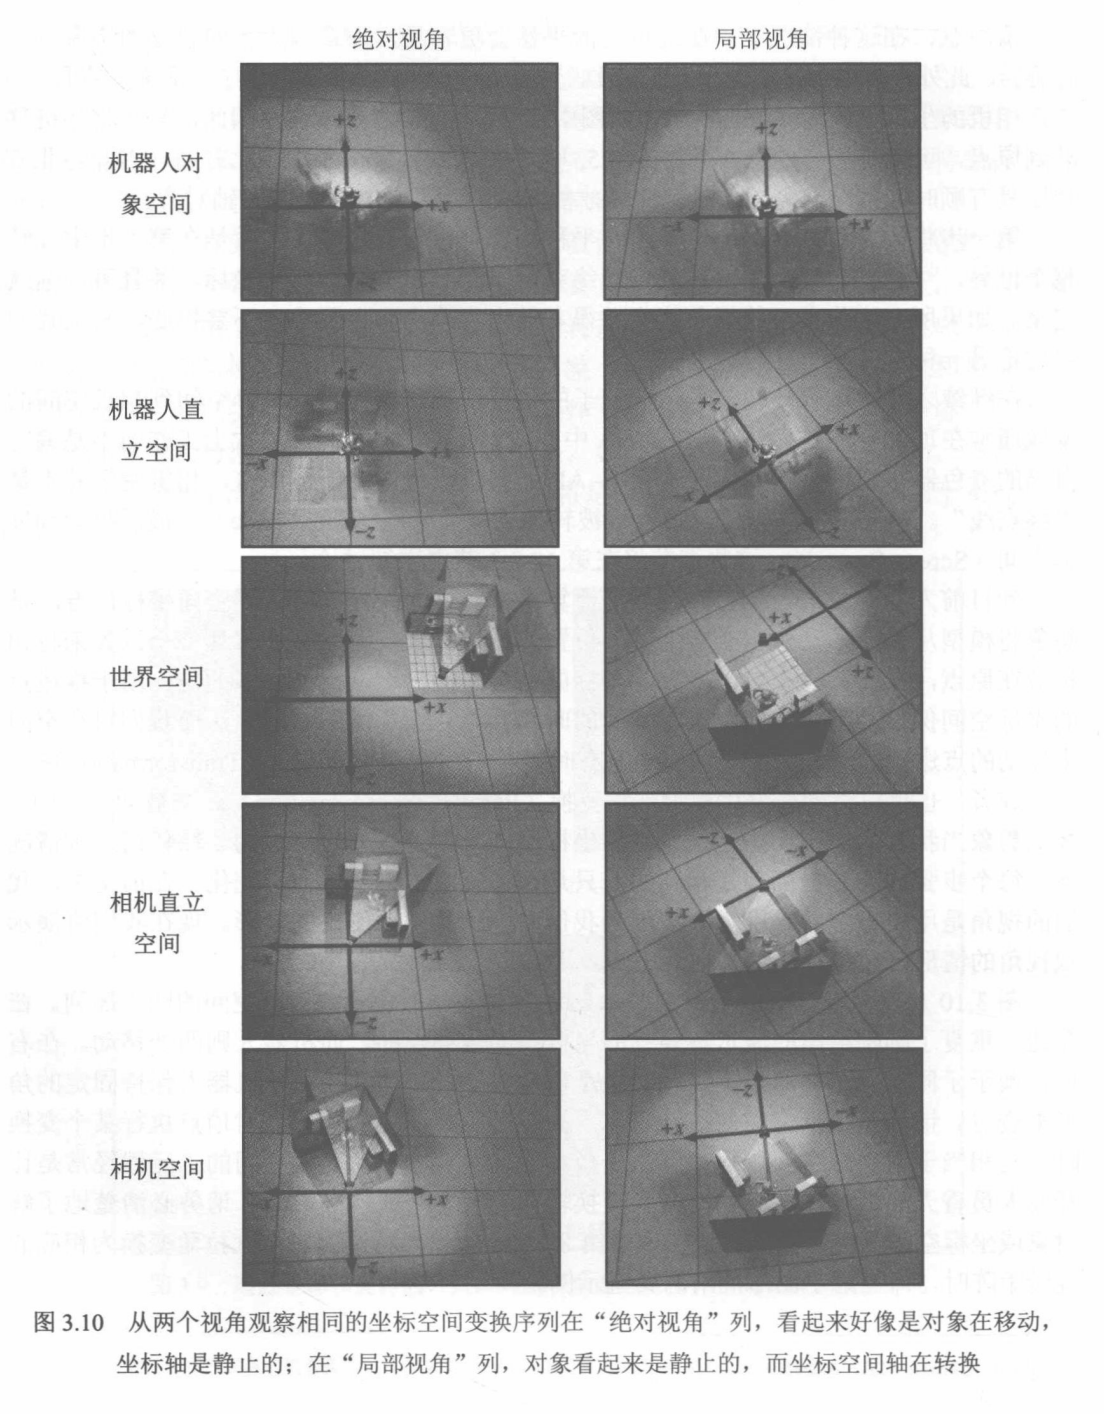 绝对视角
局部视角
机器人对
象空间
+z
+x
-z
+z
-x
+x
机器人直
立空间
+z
-x
+x
-z
+z
+x
-x
-z
世界空间
+z
+x
-z
-z
+x
+z
相机直立
空间
-x
+x
-z
-z
-x
+x
相机空间
+x
-z
-z
-x
+x
图 3.10 从两个视角观察相同的坐标空间变换序列在“绝对视角”列，看起来好像是对象在移动，
坐标轴是静止的；在“局部视角”列，对象看起来是静止的，而坐标空间轴在转换